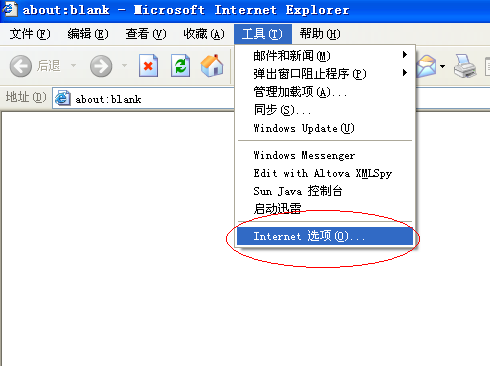 about:blank - Microsoft Internet Explorer
文件(F) 编辑(E) 查看(V) 收藏(A) 工具(T) 帮助(H)
后退
地址(D) about:blank
邮件和新闻(M)
弹出窗口阻止程序(P)
管理加载项(A)...
同步(S)...
Windows Update(U)
Windows Messenger
Edit with Altova XMLSpy
Sun Java 控制台
启动迅雷
Internet 选项(O)...